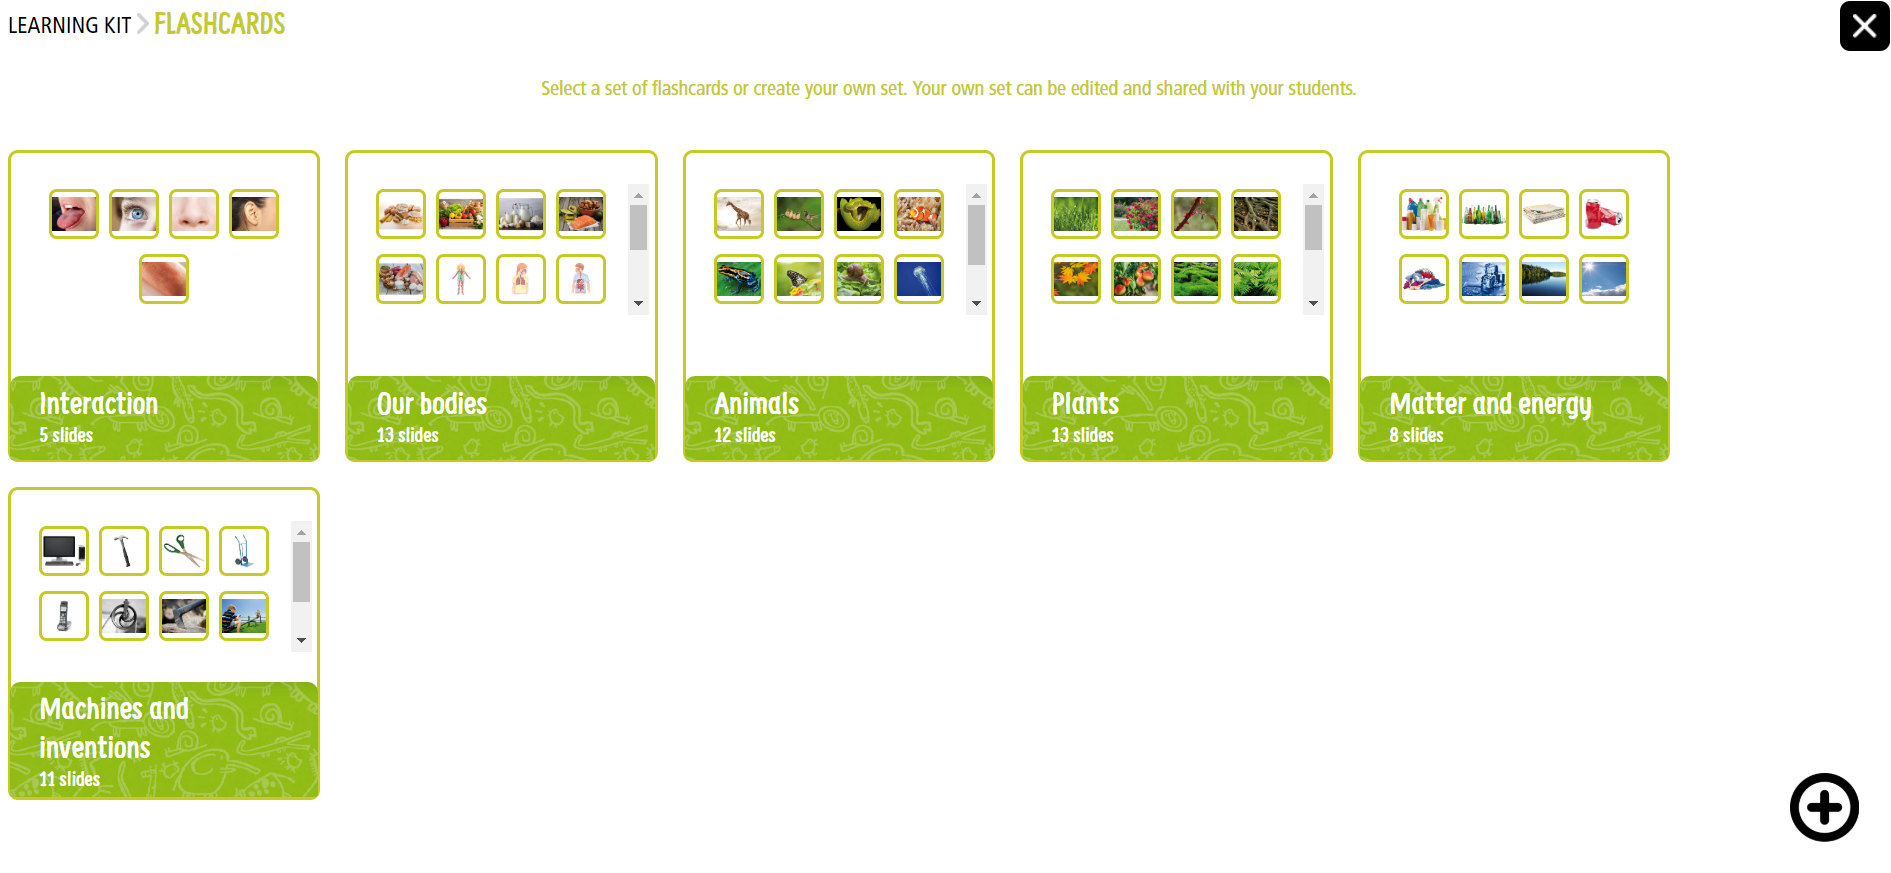 LEARNING KIT > FLASHCARDS
Select a set of flashcards or create your own set. Your own set can be edited and shared with your students.
Interaction
5 slides
Our bodies
13 slides
Animals
12 slides
Plants
13 slides
Matter and energy
8 slides
Machines and
inventions
11 slides